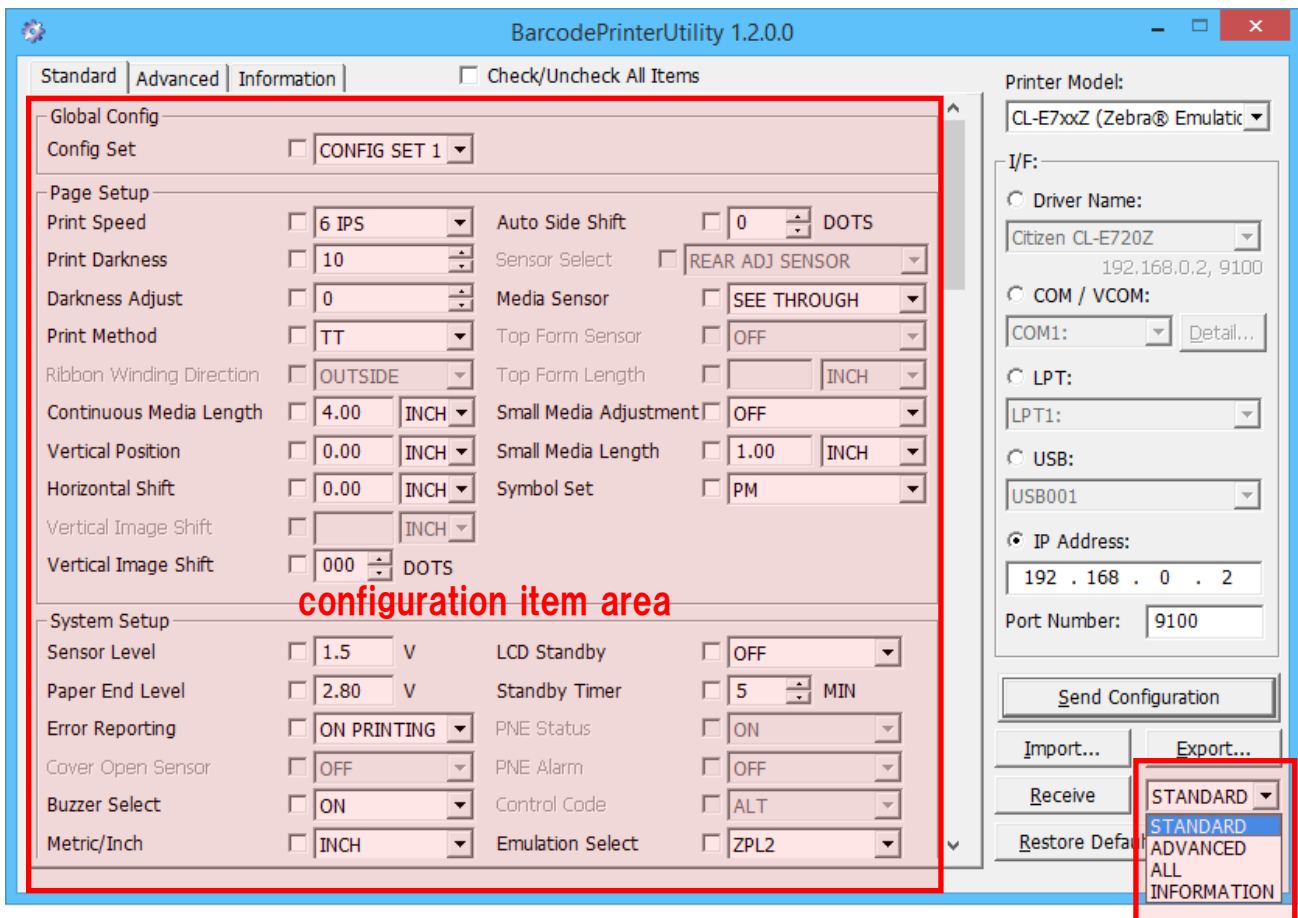 BarcodePrinterUtility 1.2.0.0
Standard Advanced Information Check/Uncheck All Items
Global Config
Config Set CONFIG SET 1
Page Setup
Print Speed 6 IPS Auto Side Shift 0 DOTS
Print Darkness 10 Sensor Select REAR ADJ SENSOR
Darkness Adjust 0 Media Sensor SEE THROUGH
Print Method TT Top Form Sensor OFF
Ribbon Winding Direction OUTSIDE Top Form Length INCH
Continuous Media Length 4.00 INCH Small Media Adjustment OFF
Vertical Position 0.00 INCH Small Media Length 1.00 INCH
Horizontal Shift 0.00 INCH Symbol Set PM
Vertical Image Shift INCH
Vertical Image Shift 000 DOTS
configuration item area
System Setup
Sensor Level 1.5 V LCD Standby OFF
Paper End Level 2.80 V Standby Timer 5 MIN
Error Reporting ON PRINTING PNE Status ON
Cover Open Sensor OFF PNE Alarm OFF
Buzzer Select ON Control Code ALT
Metric/Inch INCH Emulation Select ZPL2
Printer Model:
CL-E7xxZ (Zebra® Emulatic
I/F:
Driver Name:
Citizen CL-E720Z
192.168.0.2, 9100
COM / VCOM:
COM1: Detail...
LPT:
LPT1:
USB:
USB001
IP Address:
192 . 168 . 0 . 2
Port Number: 9100
Send Configuration
Import... Export...
Receive STANDARD
Restore Defau
STANDARD
ADVANCED
ALL
INFORMATION